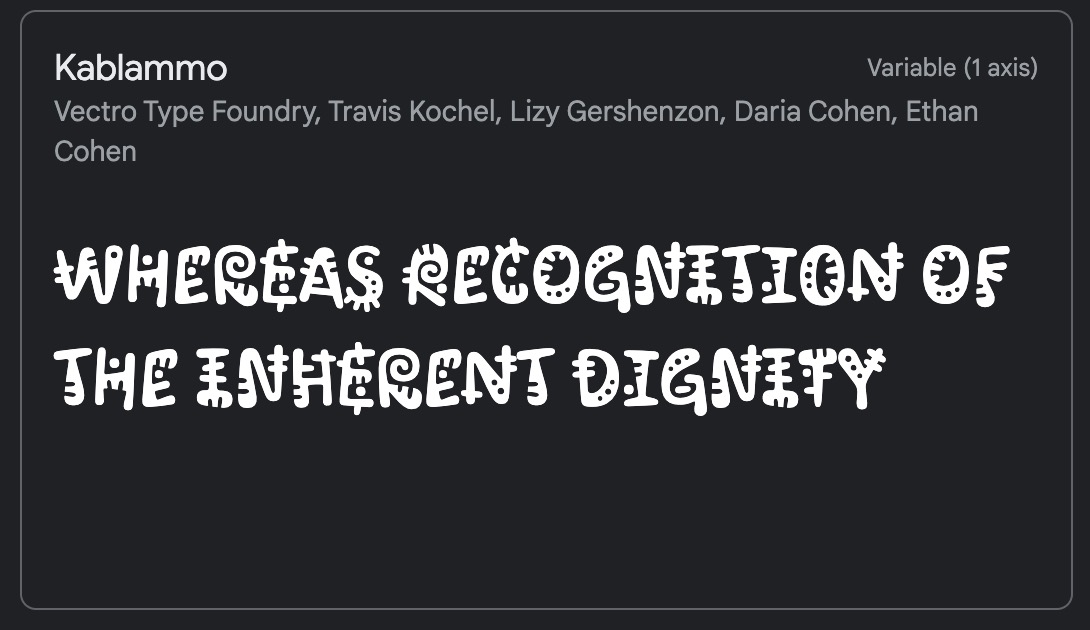 Kablammo
Variable (1 axis)
Vectro Type Foundry, Travis Kochel, Lizy Gershenzon, Daria Cohen, Ethan
Cohen
WHEREAS RECOGNITION OF
THE INHERENT DIGNITY